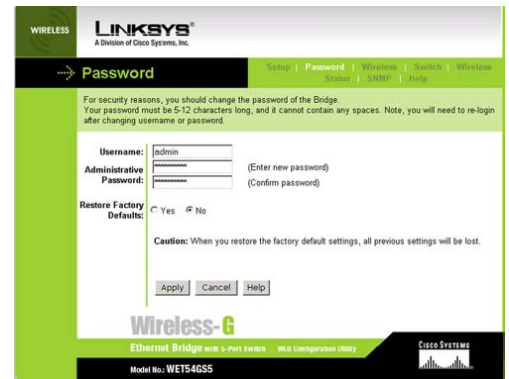 WIRELESS
LINKSYS®
A Division of Cisco Systems, Inc.
Password
Setup | Password | Wireless | Switch | Wireless
Status | SNMP | Help
For security reasons, you should change the password of the Bridge.
Your password must be 5-12 characters long, and it cannot contain any spaces. Note, you will need to re-login
after changing username or password.
Username: admin
Administrative ********** (Enter new password)
Password: ********** (Confirm password)
Restore Factory
Defaults: Yes No
Caution: When you restore the factory default settings, all previous settings will be lost.
Apply Cancel Help
Wireless-G
Ethernet Bridge with 5-Port Switch Web Configuration Utility
CISCO SYSTEMS
Model No.: WET54GS5